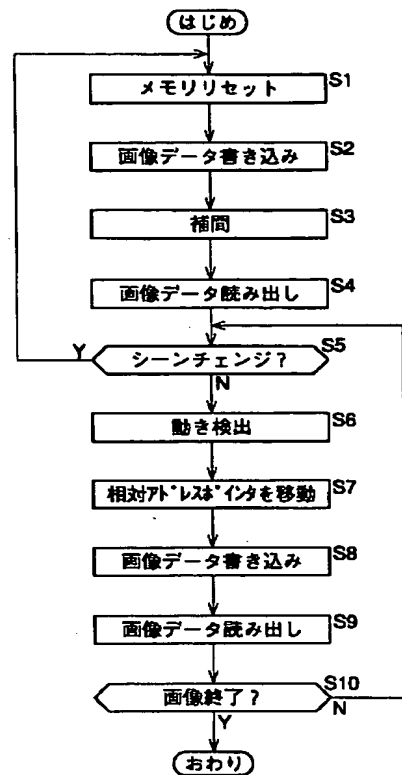 はじめ
メモリリセット S1
画像データ書き込み S2
補間 S3
画像データ読み出し S4
シーンチェンジ? S5
Y
N
動き検出 S6
相対アドレスポインタを移動 S7
画像データ書き込み S8
画像データ読み出し S9
画像終了? S10
N
Y
おわり